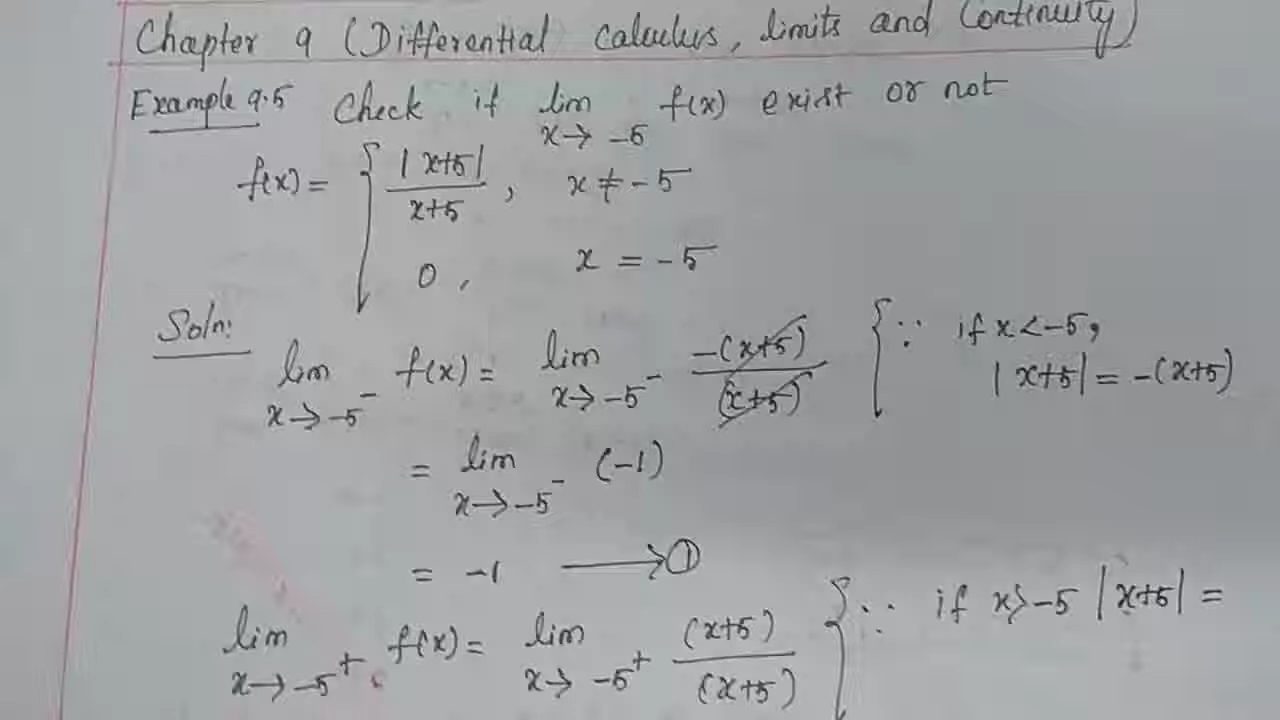 Chapter 9 (Differential Calculus, limits and Continuity)
Example 9.5 Check if lim x→-5 f(x) exist or not
f(x) = { |x+5| / x+5 , x ≠ -5
0 , x = -5
Soln:
lim x→-5⁻ f(x) = lim x→-5⁻ -(x+5) / (x+5) { ∵ if x < -5, |x+5| = -(x+5)
= lim x→-5⁻ (-1)
= -1 ⟶ ①
lim x→-5⁺ f(x) = lim x→-5⁺ (x+5) / (x+5) { ∵ if x > -5 |x+5| =